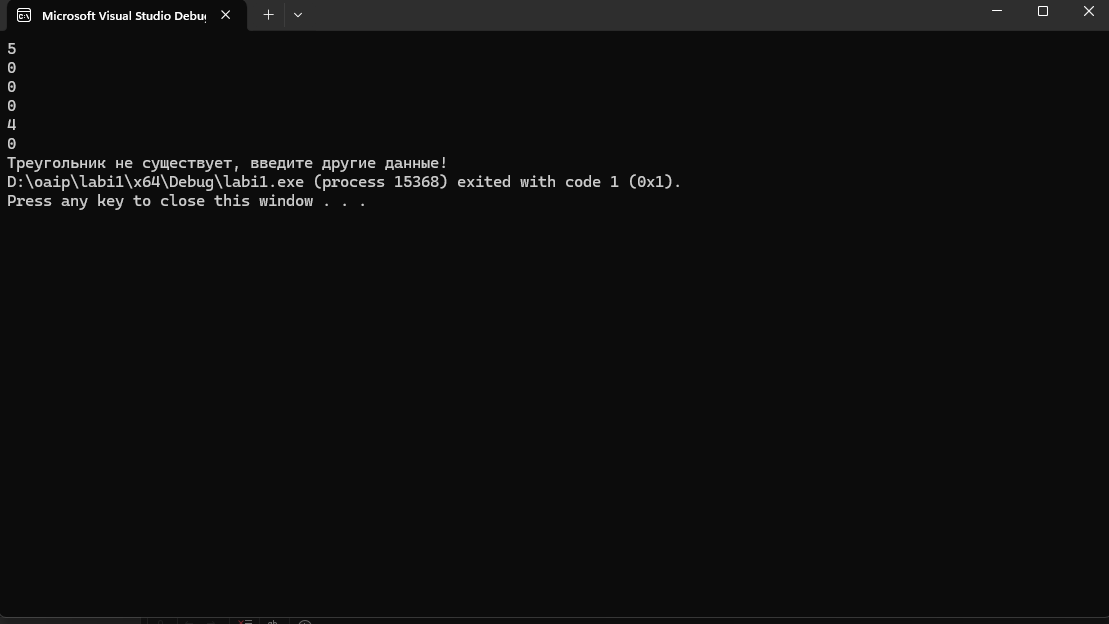 Microsoft Visual Studio Debug
5
0
0
0
4
0
Треугольник не существует, введите другие данные!
D:\oaip\labi1\x64\Debug\labi1.exe (process 15368) exited with code 1 (0x1).
Press any key to close this window . . .